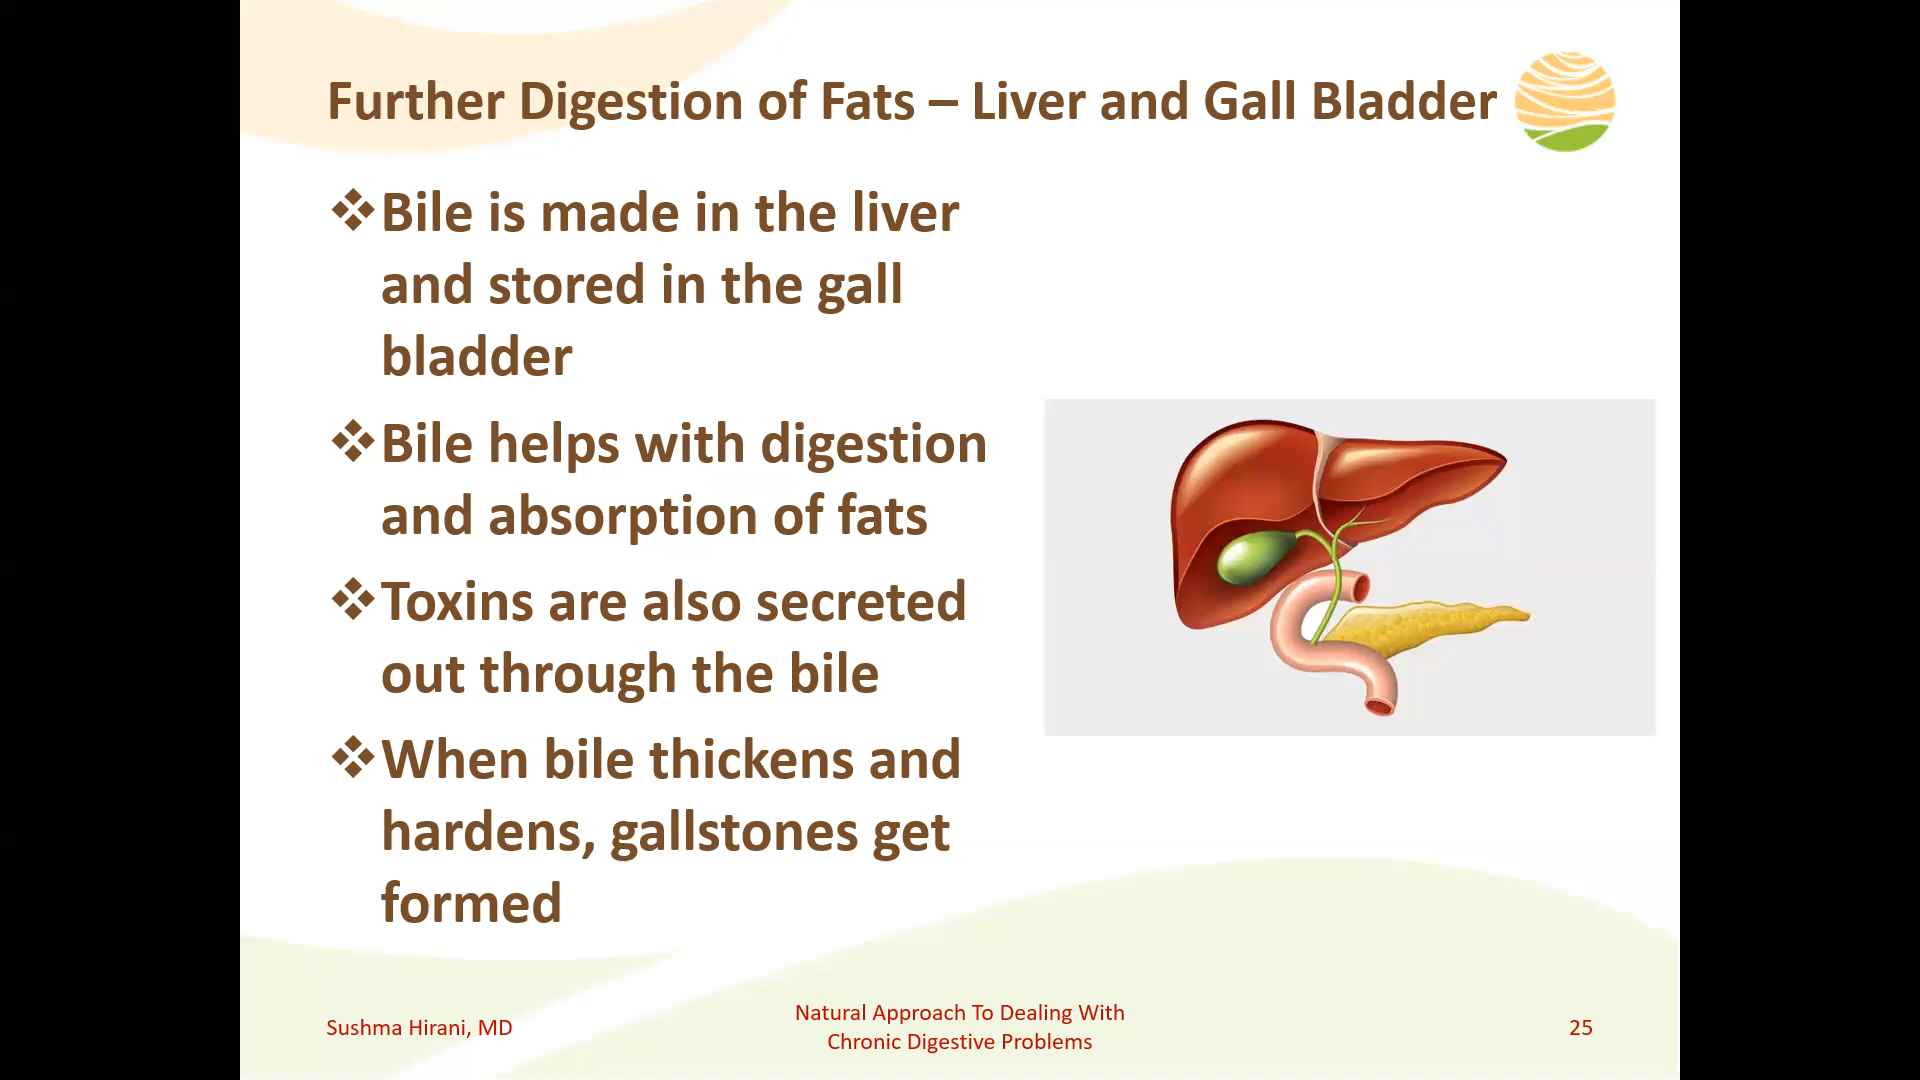 Further Digestion of Fats – Liver and Gall Bladder
❖Bile is made in the liver
and stored in the gall
bladder
❖Bile helps with digestion
and absorption of fats
❖Toxins are also secreted
out through the bile
❖When bile thickens and
hardens, gallstones get
formed
Sushma Hirani, MD
Natural Approach To Dealing With
Chronic Digestive Problems
25